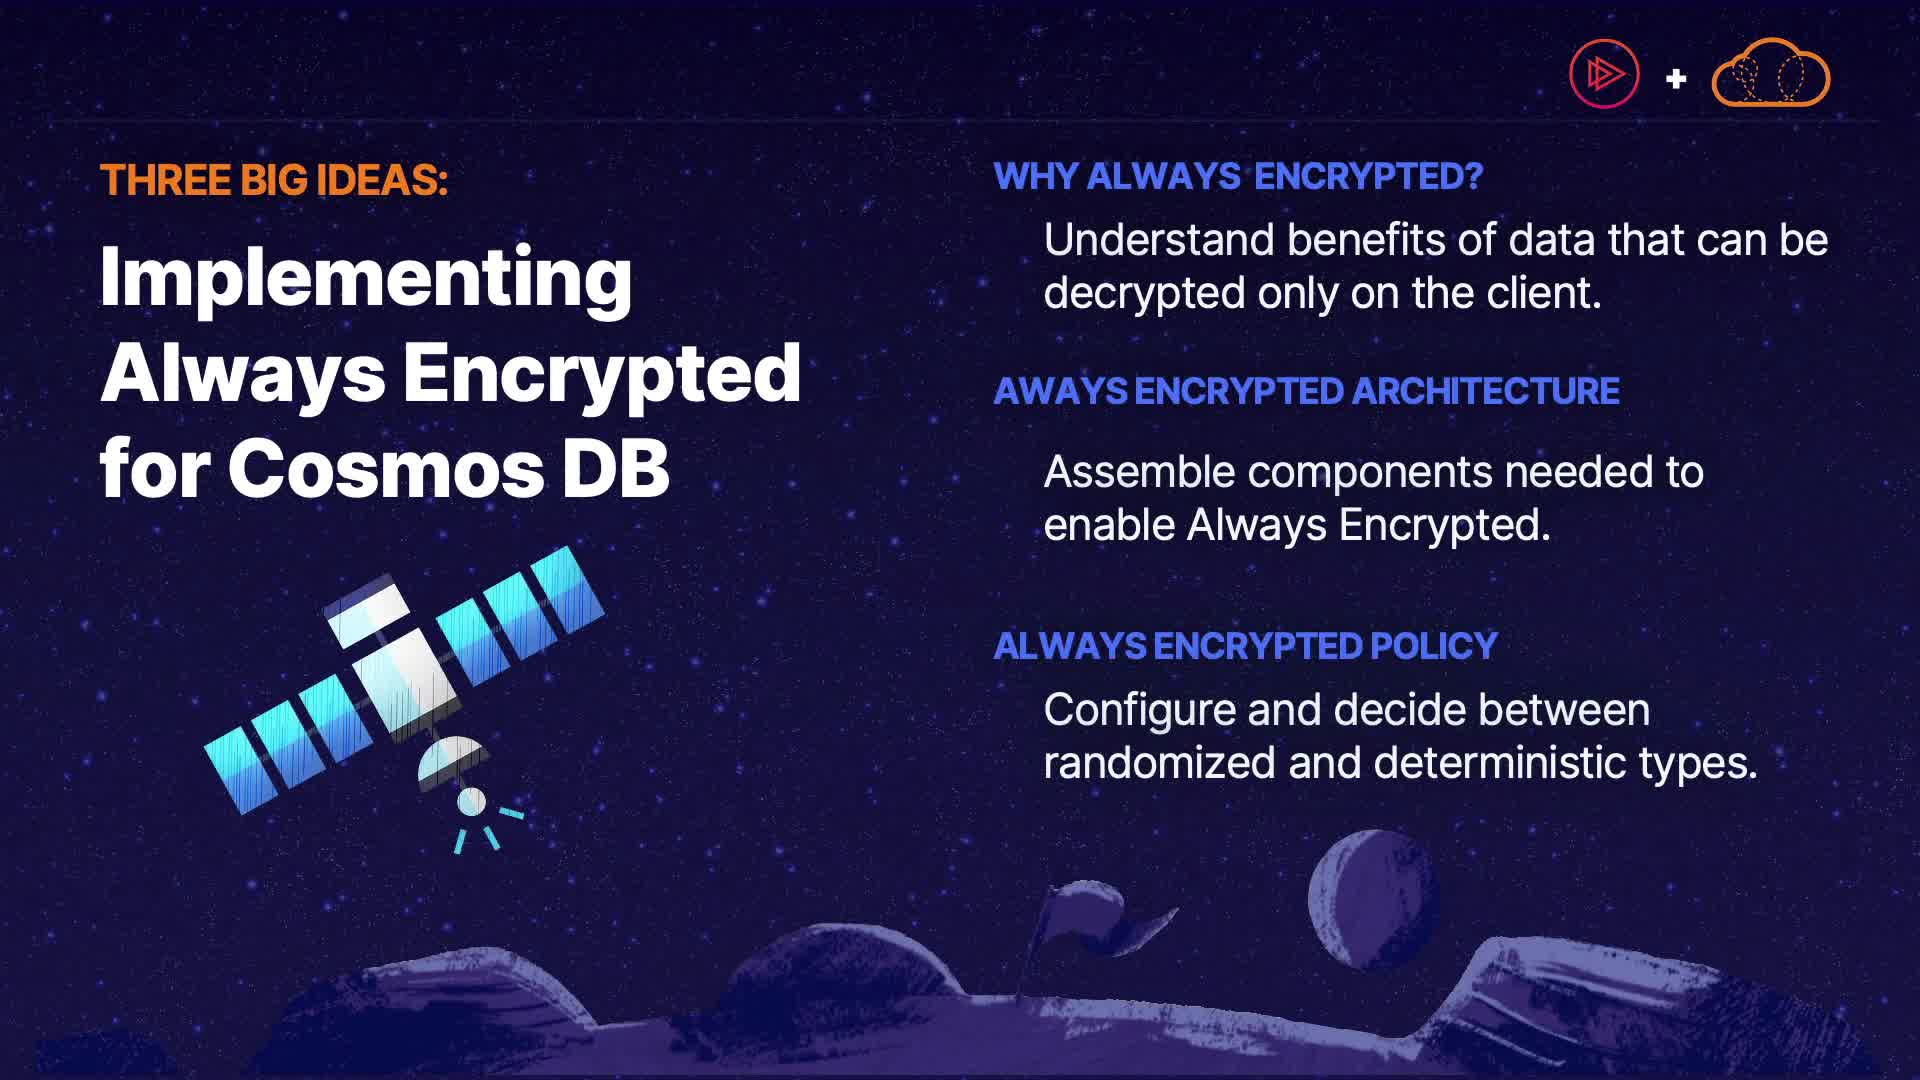 +
THREE BIG IDEAS:
Implementing
Always Encrypted
for Cosmos DB
WHY ALWAYS ENCRYPTED?
Understand benefits of data that can be
decrypted only on the client.
AWAYS ENCRYPTED ARCHITECTURE
Assemble components needed to
enable Always Encrypted.
ALWAYS ENCRYPTED POLICY
Configure and decide between
randomized and deterministic types.